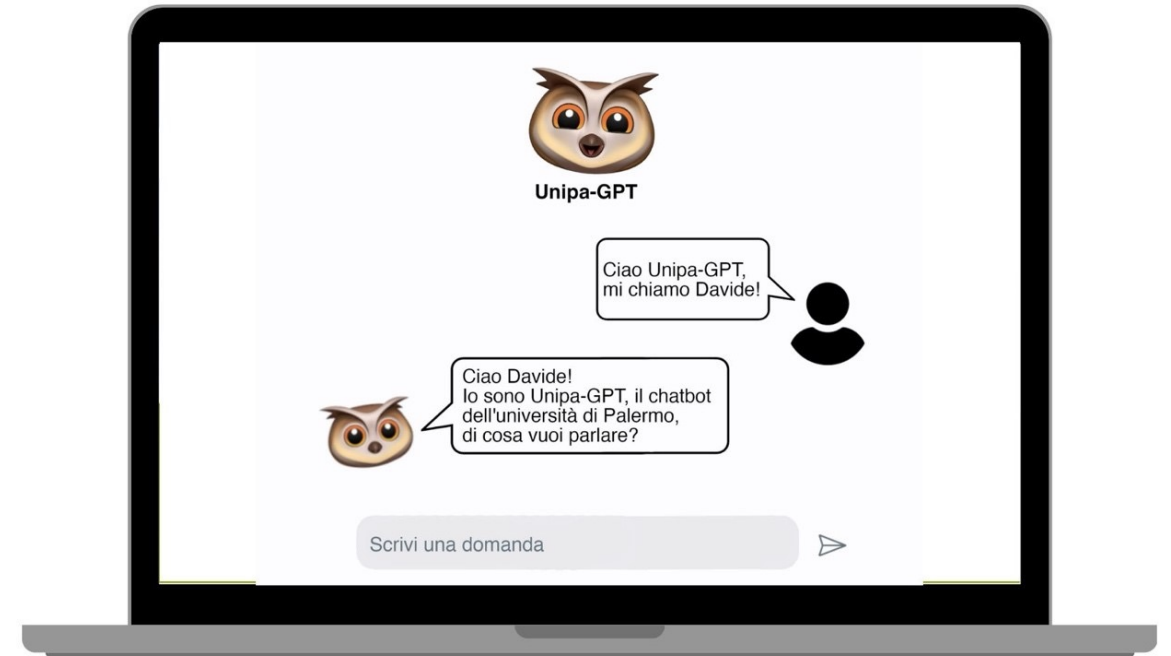 Unipa-GPT
Ciao Unipa-GPT,
mi chiamo Davide!
Ciao Davide!
Io sono Unipa-GPT, il chatbot
dell'università di Palermo,
di cosa vuoi parlare?
Scrivi una domanda